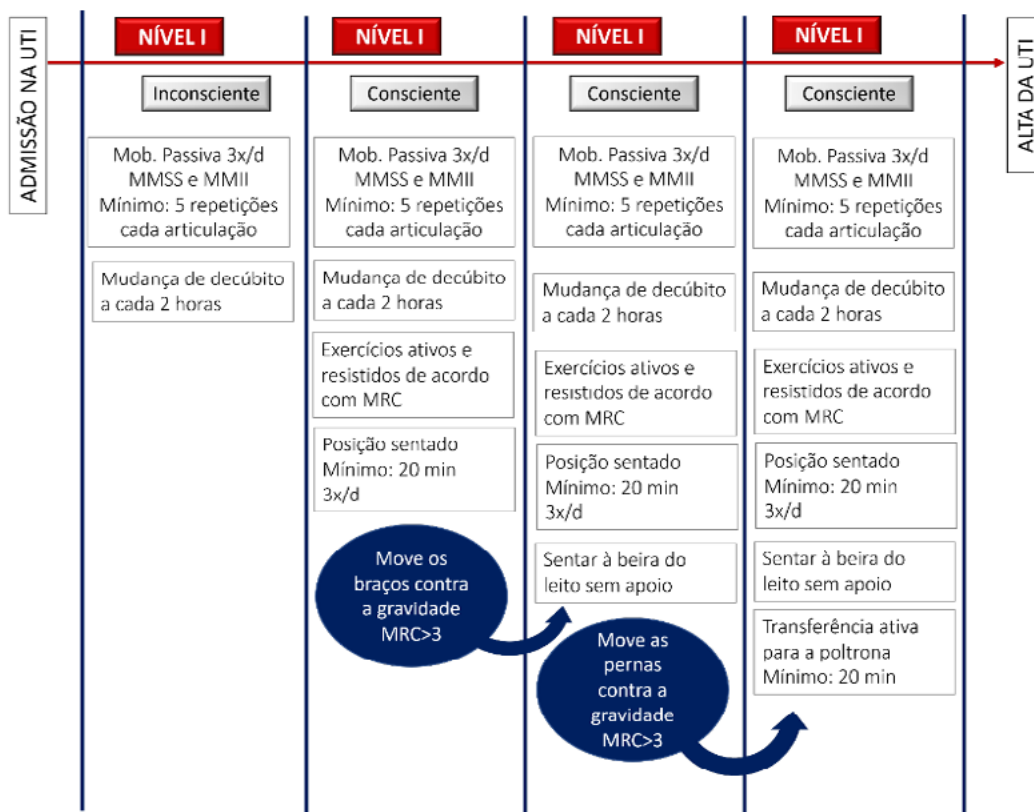 ADMISSÃO NA UTI
NÍVEL I
Inconsciente
Mob. Passiva 3x/d
MMSS e MMII
Mínimo: 5 repetições
cada articulação
Mudança de decúbito
a cada 2 horas
NÍVEL I
Consciente
Mob. Passiva 3x/d
MMSS e MMII
Mínimo: 5 repetições
cada articulação
Mudança de decúbito
a cada 2 horas
Exercícios ativos e
resistidos de acordo
com MRC
Posição sentado
Mínimo: 20 min
3x/d
Move os
braços contra
a gravidade
MRC>3
NÍVEL I
Consciente
Mob. Passiva 3x/d
MMSS e MMII
Mínimo: 5 repetições
cada articulação
Mudança de decúbito
a cada 2 horas
Exercícios ativos e
resistidos de acordo
com MRC
Posição sentado
Mínimo: 20 min
3x/d
Sentar à beira do
leito sem apoio
Move as
pernas
contra a
gravidade
MRC>3
NÍVEL I
Consciente
Mob. Passiva 3x/d
MMSS e MMII
Mínimo: 5 repetições
cada articulação
Mudança de decúbito
a cada 2 horas
Exercícios ativos e
resistidos de acordo
com MRC
Posição sentado
Mínimo: 20 min
3x/d
Sentar à beira do
leito sem apoio
Transferência ativa
para a poltrona
Mínimo: 20 min
ALTA DA UTI